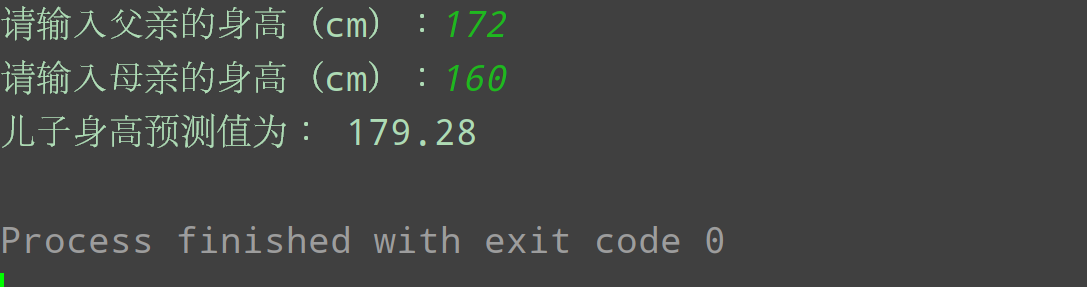 请输入父亲的身高（cm）：172
请输入母亲的身高（cm）：160
儿子身高预测值为： 179.28
Process finished with exit code 0